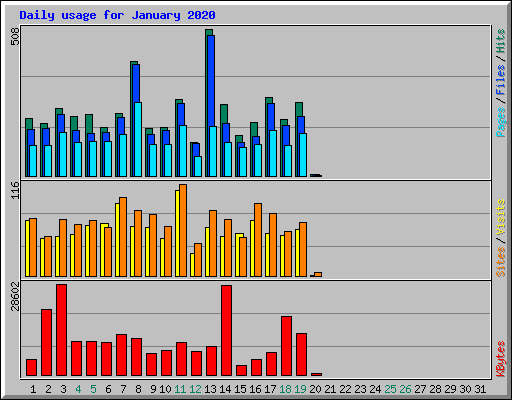 Daily usage for January 2020
508
Pages / Files / Hits
116
Sites / Visits
28602
KBytes
1 2 3 4 5 6 7 8 9 10 11 12 13 14 15 16 17 18 19 20 21 22 23 24 25 26 27 28 29 30 31